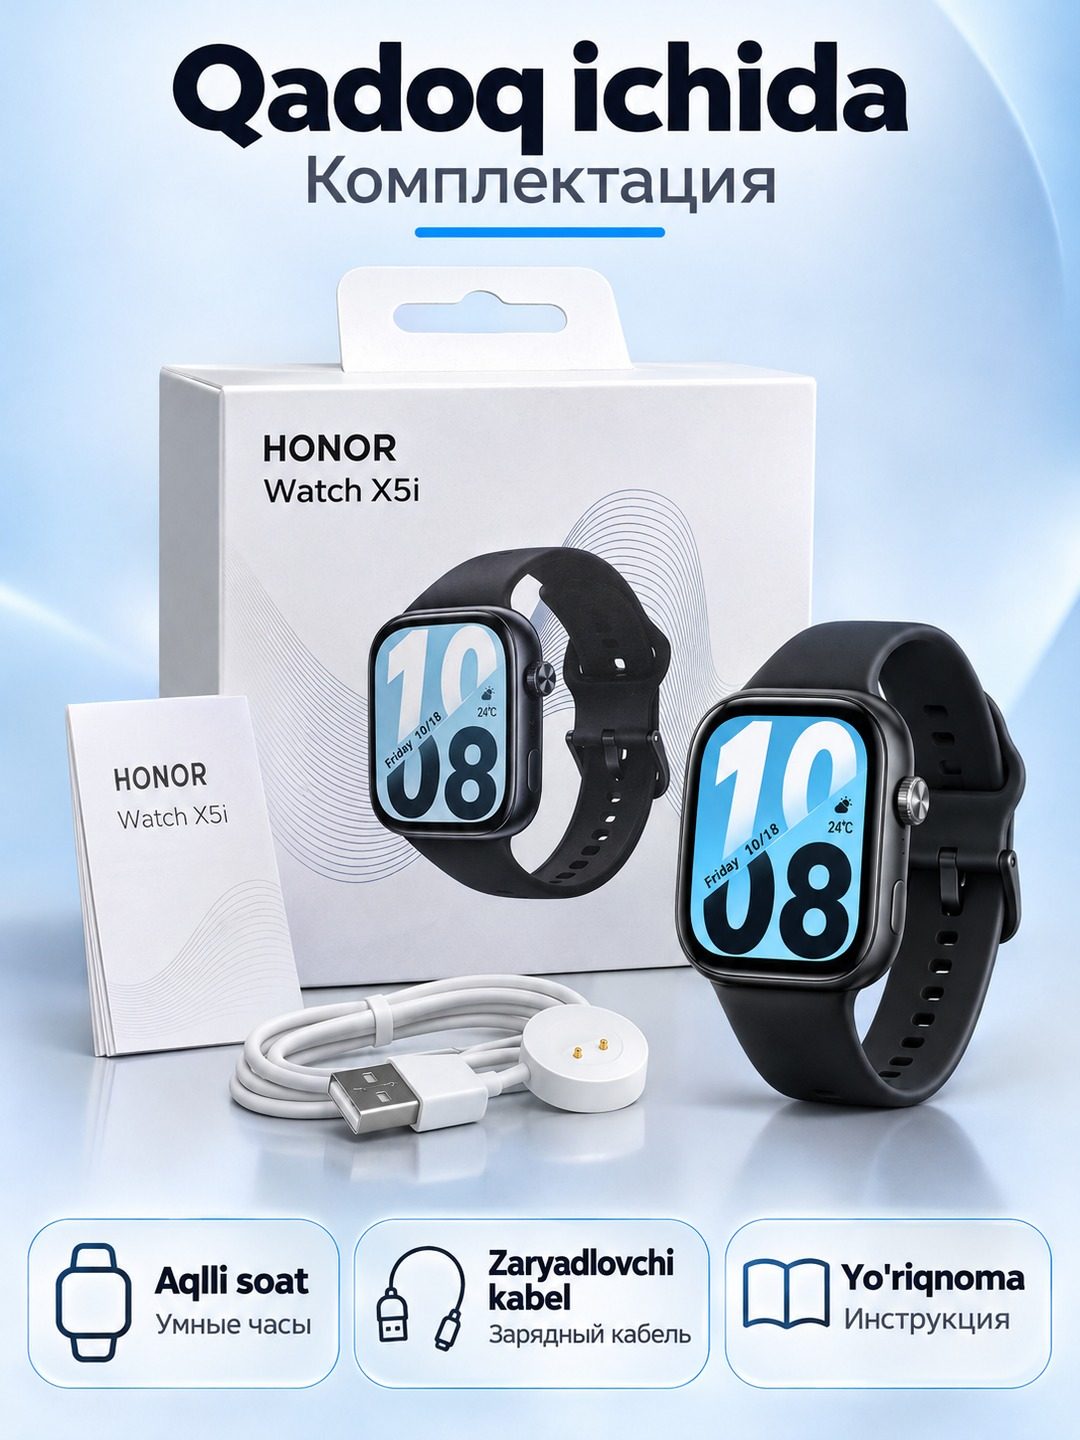 Qadoq ichida
Комплектация
HONOR
Watch X5i
10
Friday 10/18
24°C
08
HONOR
Watch X5i
10
Friday 10/18
24°C
08
Aqlli soat
Умные часы
Zaryadlovchi
kabel
Зарядный кабель
Yo'riqnoma
Инструкция